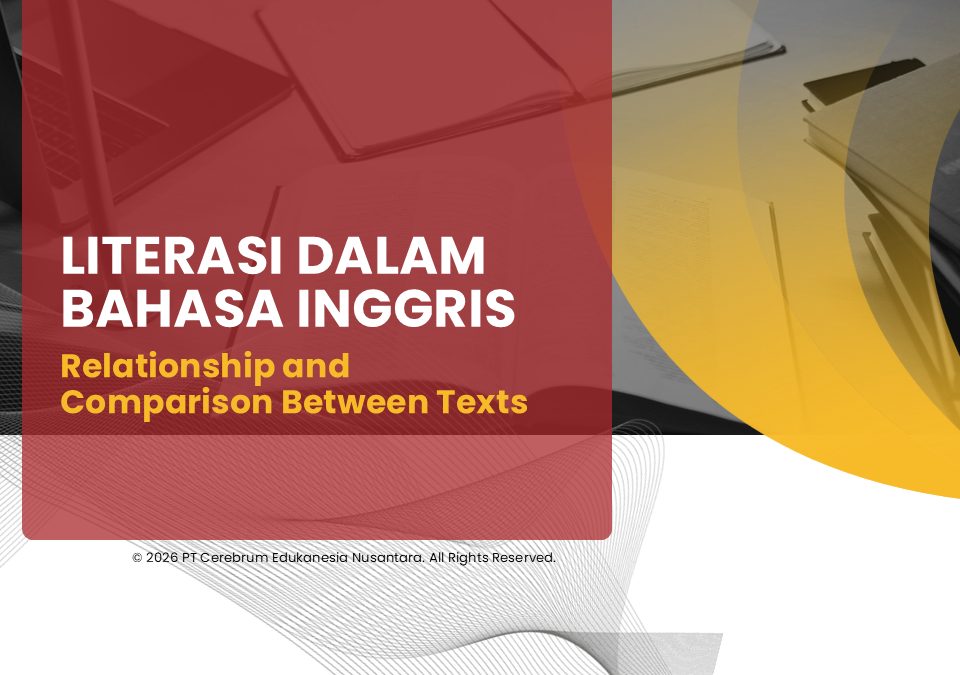 LITERASI DALAM
BAHASA INGGRIS
Relationship and
Comparison Between Texts
© 2026 PT Cerebrum Edukanesia Nusantara. All Rights Reserved.